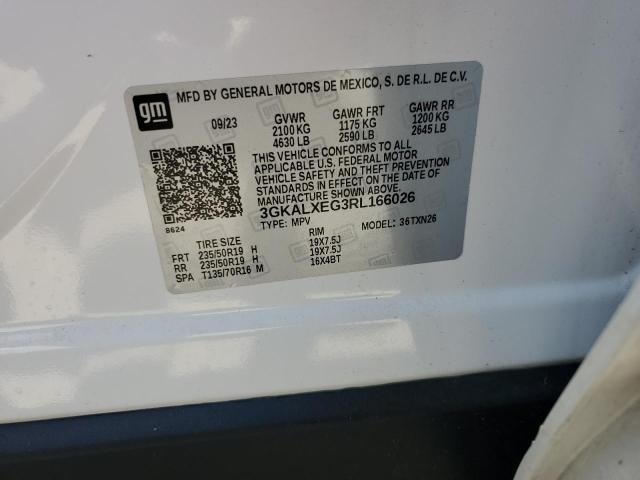 gm
MFD BY GENERAL MOTORS DE MEXICO, S. DE R.L. DE C.V.
09/23 GVWR GAWR FRT GAWR RR
2100 KG 1175 KG 1200 KG
4630 LB 2590 LB 2645 LB
THIS VEHICLE CONFORMS TO ALL
APPLICABLE U.S. FEDERAL MOTOR
VEHICLE SAFETY AND THEFT PREVENTION
STANDARDS IN EFFECT ON THE DATE OF
MANUFACTURE SHOWN ABOVE.
8624 3GKALXEG3RL166026
TYPE: MPV MODEL: 36TXN26
TIRE SIZE RIM
FRT 235/50R19 H 19X7.5J
RR 235/50R19 H 19X7.5J
SPA T135/70R16 M 16X4BT